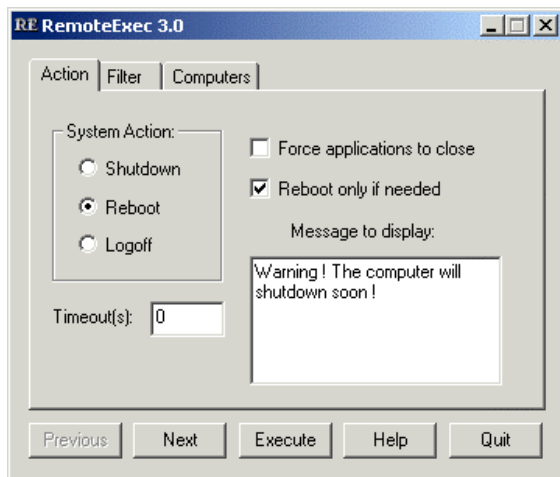 RE RemoteExec 3.0
Action Filter Computers
System Action:
Shutdown
Reboot
Logoff
Timeout(s): 0
Force applications to close
Reboot only if needed
Message to display:
Warning ! The computer will
shutdown soon !
Previous Next Execute Help Quit